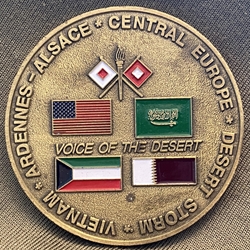 ARDENNES - ALSACE * CENTRAL EUROPE * DESERT STORM * VIETNAM *
VOICE OF THE DESERT